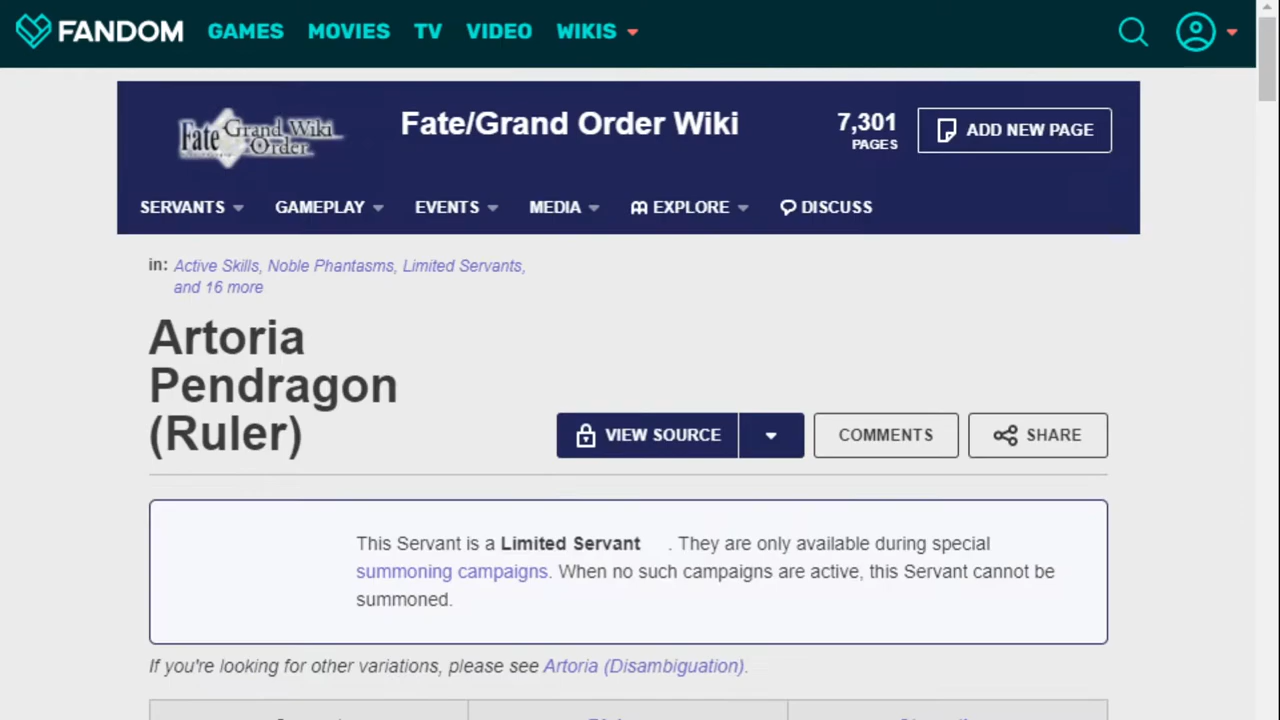 FANDOM GAMES MOVIES TV VIDEO WIKIS
Fate Grand Wiki
Order
Fate/Grand Order Wiki
7,301
PAGES
ADD NEW PAGE
SERVANTS GAMEPLAY EVENTS MEDIA EXPLORE DISCUSS
in: Active Skills, Noble Phantasms, Limited Servants,
and 16 more
Artoria
Pendragon
(Ruler)
VIEW SOURCE COMMENTS SHARE
This Servant is a Limited Servant . They are only available during special
summoning campaigns. When no such campaigns are active, this Servant cannot be
summoned.
If you're looking for other variations, please see Artoria (Disambiguation).